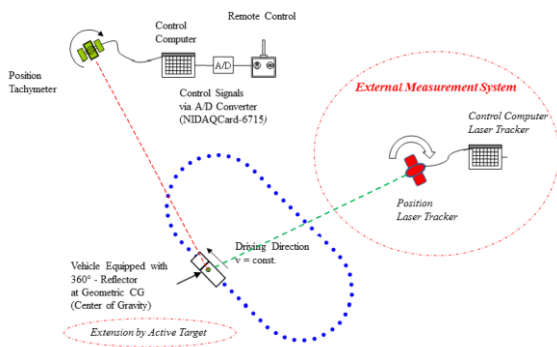 Remote Control
Control
Computer
A/D
Position
Tachymeter
Control Signals
via A/D Converter
(NIDAQCard-6715)
External Measurement System
Control Computer
Laser Tracker
Position
Laser Tracker
Driving Direction
v = const.
Vehicle Equipped with
360° - Reflector
at Geometric CG
(Center of Gravity)
Extension by Active Target